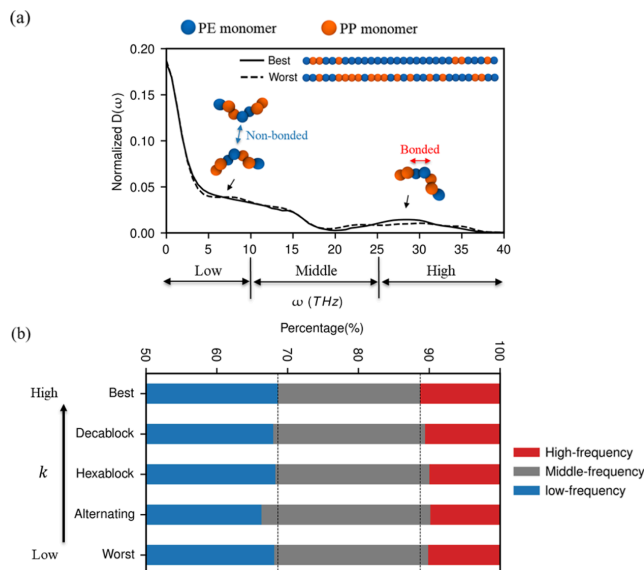 (a)
PE monomer
PP monomer
Normalized D(ω)
0.20
0.15
0.10
0.05
0.00
Best
Worst
Non-bonded
Bonded
0 5 10 15 20 25 30 35 40
Low Middle High
ω (THz)
(b)
Percentage(%)
50 60 70 80 90 100
High
k
Low
Best
Decablock
Hexablock
Alternating
Worst
High-frequency
Middle-frequency
low-frequency